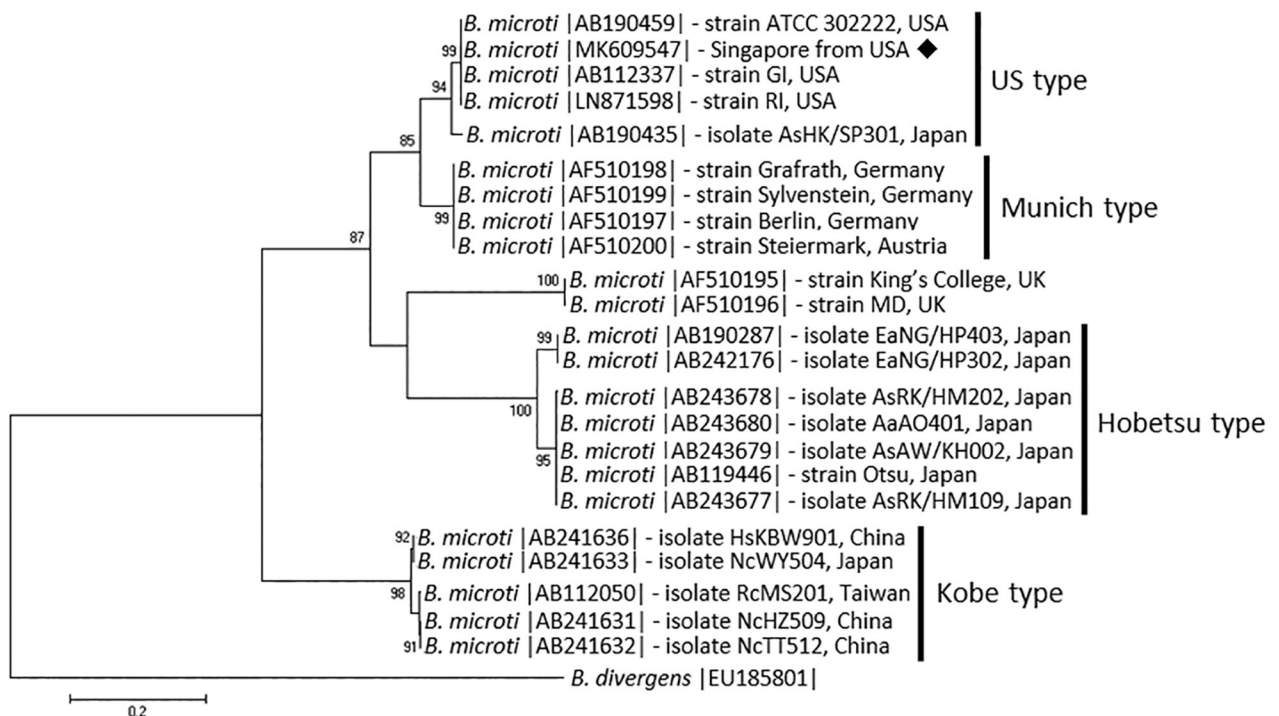 B. microti |AB190459| - strain ATCC 302222, USA
99
B. microti |MK609547| - Singapore from USA ◆
B. microti |AB112337| - strain GI, USA
US type
94
B. microti |LN871598| - strain RI, USA
B. microti |AB190435| - isolate AsHK/SP301, Japan
85
B. microti |AF510198| - strain Grafrath, Germany
B. microti |AF510199| - strain Sylvenstein, Germany
Munich type
99
B. microti |AF510197| - strain Berlin, Germany
87
B. microti |AF510200| - strain Steiermark, Austria
100
B. microti |AF510195| - strain King's College, UK
B. microti |AF510196| - strain MD, UK
99
B. microti |AB190287| - isolate EaNG/HP403, Japan
B. microti |AB242176| - isolate EaNG/HP302, Japan
100
B. microti |AB243678| - isolate AsRK/HM202, Japan
B. microti |AB243680| - isolate AaAO401, Japan
Hobetsu type
B. microti |AB243679| - isolate AsAW/KH002, Japan
95
B. microti |AB119446| - strain Otsu, Japan
B. microti |AB243677| - isolate AsRK/HM109, Japan
92
B. microti |AB241636| - isolate HsKBW901, China
B. microti |AB241633| - isolate NcWY504, Japan
98
B. microti |AB112050| - isolate RcMS201, Taiwan
Kobe type
B. microti |AB241631| - isolate NcHZ509, China
91
B. microti |AB241632| - isolate NcTT512, China
B. divergens |EU185801|
0.2